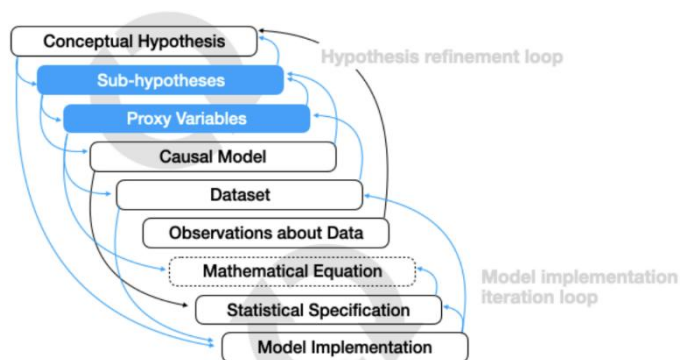 Conceptual Hypothesis
Hypothesis refinement loop
Sub-hypotheses
Proxy Variables
Causal Model
Dataset
Observations about Data
Mathematical Equation
Model implementation
iteration loop
Statistical Specification
Model Implementation